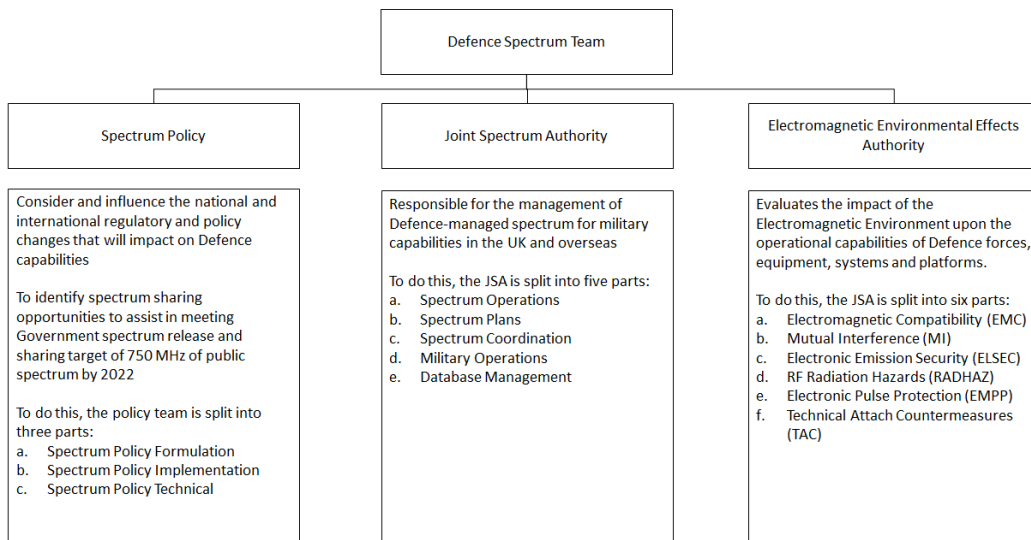 Defence Spectrum Team
Spectrum Policy
Joint Spectrum Authority
Electromagnetic Environmental Effects
Authority
Consider and influence the national and
international regulatory and policy
changes that will impact on Defence
capabilities
To identify spectrum sharing
opportunities to assist in meeting
Government spectrum release and
sharing target of 750 MHz of public
spectrum by 2022
To do this, the policy team is split into
three parts:
a. Spectrum Policy Formulation
b. Spectrum Policy Implementation
c. Spectrum Policy Technical
Responsible for the management of
Defence-managed spectrum for military
capabilities in the UK and overseas
To do this, the JSA is split into five parts:
a. Spectrum Operations
b. Spectrum Plans
c. Spectrum Coordination
d. Military Operations
e. Database Management
Evaluates the impact of the
Electromagnetic Environment upon the
operational capabilities of Defence forces,
equipment, systems and platforms.
To do this, the JSA is split into six parts:
a. Electromagnetic Compatibility (EMC)
b. Mutual Interference (MI)
c. Electronic Emission Security (ELSEC)
d. RF Radiation Hazards (RADHAZ)
e. Electronic Pulse Protection (EMPP)
f. Technical Attach Countermeasures
(TAC)